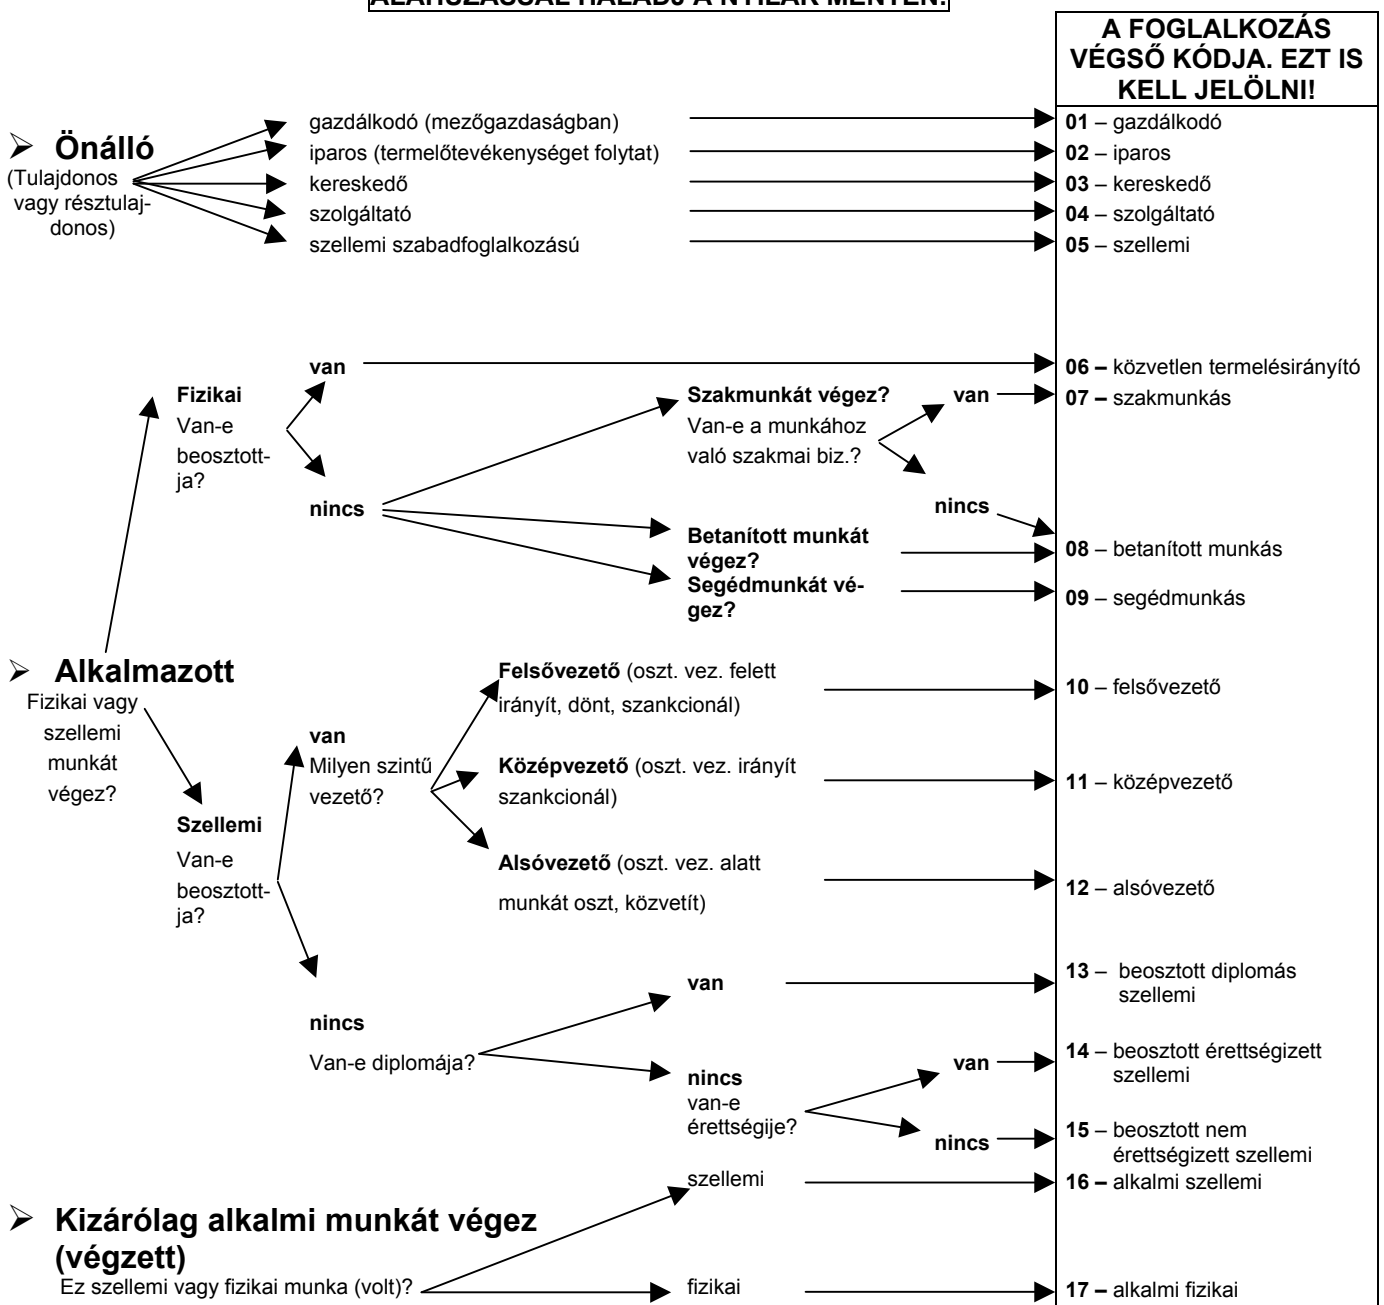 ALÁHÚZÁSSAL HALADJ A NYILAK MENTÉN!
A FOGLALKOZÁS
VÉGSŐ KÓDJA. EZT IS
KELL JELÖLNI!
➢ Önálló
(Tulajdonos
vagy résztulaj-
donos)
gazdálkodó (mezőgazdaságban)
iparos (termelőtevékenységet folytat)
kereskedő
szolgáltató
szellemi szabadfoglalkozású
01 – gazdálkodó
02 – iparos
03 – kereskedő
04 – szolgáltató
05 – szellemi
➢ Alkalmazott
Fizikai vagy
szellemi
munkát
végez?
Fizikai
Van-e
beosztott-
ja?
van
nincs
Szakmunkát végez?
Van-e a munkához
való szakmai biz.?
van
nincs
Betanított munkát
végez?
Segédmunkát vé-
gez?
06 – közvetlen termelésirányító
07 – szakmunkás
08 – betanított munkás
09 – segédmunkás
Szellemi
Van-e
beosztott-
ja?
van
Milyen szintű
vezető?
Felsővezető (oszt. vez. felett
irányít, dönt, szankcionál)
Középvezető (oszt. vez. irányít
szankcionál)
Alsóvezető (oszt. vez. alatt
munkát oszt, közvetít)
10 – felsővezető
11 – középvezető
12 – alsóvezető
nincs
Van-e diplomája?
van
nincs
van-e
érettségije?
van
nincs
13 – beosztott diplomás
szellemi
14 – beosztott érettségizett
szellemi
15 – beosztott nem
érettségizett szellemi
➢ Kizárólag alkalmi munkát végez
(végzett)
Ez szellemi vagy fizikai munka (volt)?
szellemi
fizikai
16 – alkalmi szellemi
17 – alkalmi fizikai